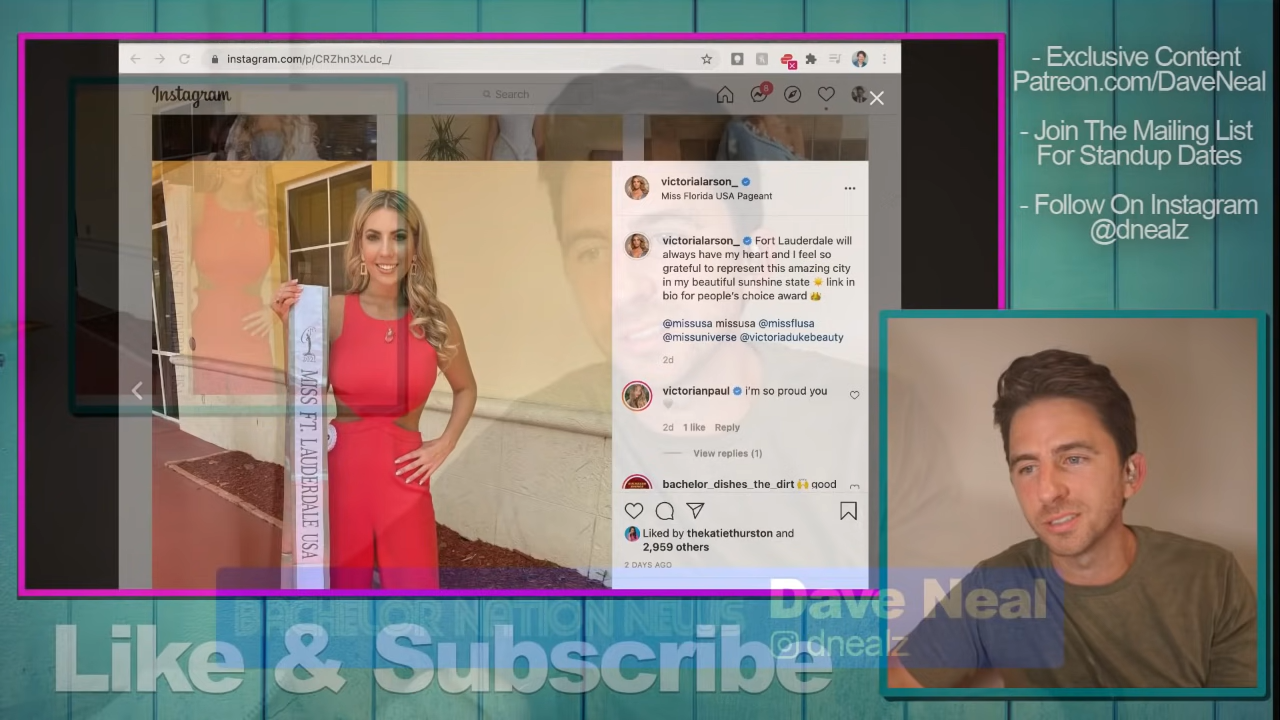 instagram.com/p/CRZhn3XLdc_/
Instagram
Search
6
victorialarson_
Miss Florida USA Pageant
victorialarson_ Fort Lauderdale will
always have my heart and I feel so
grateful to represent this amazing city
in my beautiful sunshine state ☀️ link in
bio for people's choice award 👑
@missusa missusa @missflusa
@missuniverse @victoriadukebeauty
2d
victorianpaul i'm so proud you
🤍
2d 1 like Reply
View replies (1)
bachelor_dishes_the_dirt 🙌 good
Liked by thekatiethurston and
2,959 others
2 DAYS AGO
MISS FT. LAUDERDALE USA
- Exclusive Content
Patreon.com/DaveNeal
- Join The Mailing List
For Standup Dates
- Follow On Instagram
@dnealz
BACHELOR NATION NEWS
Dave Neal
dnealz
Like & Subscribe